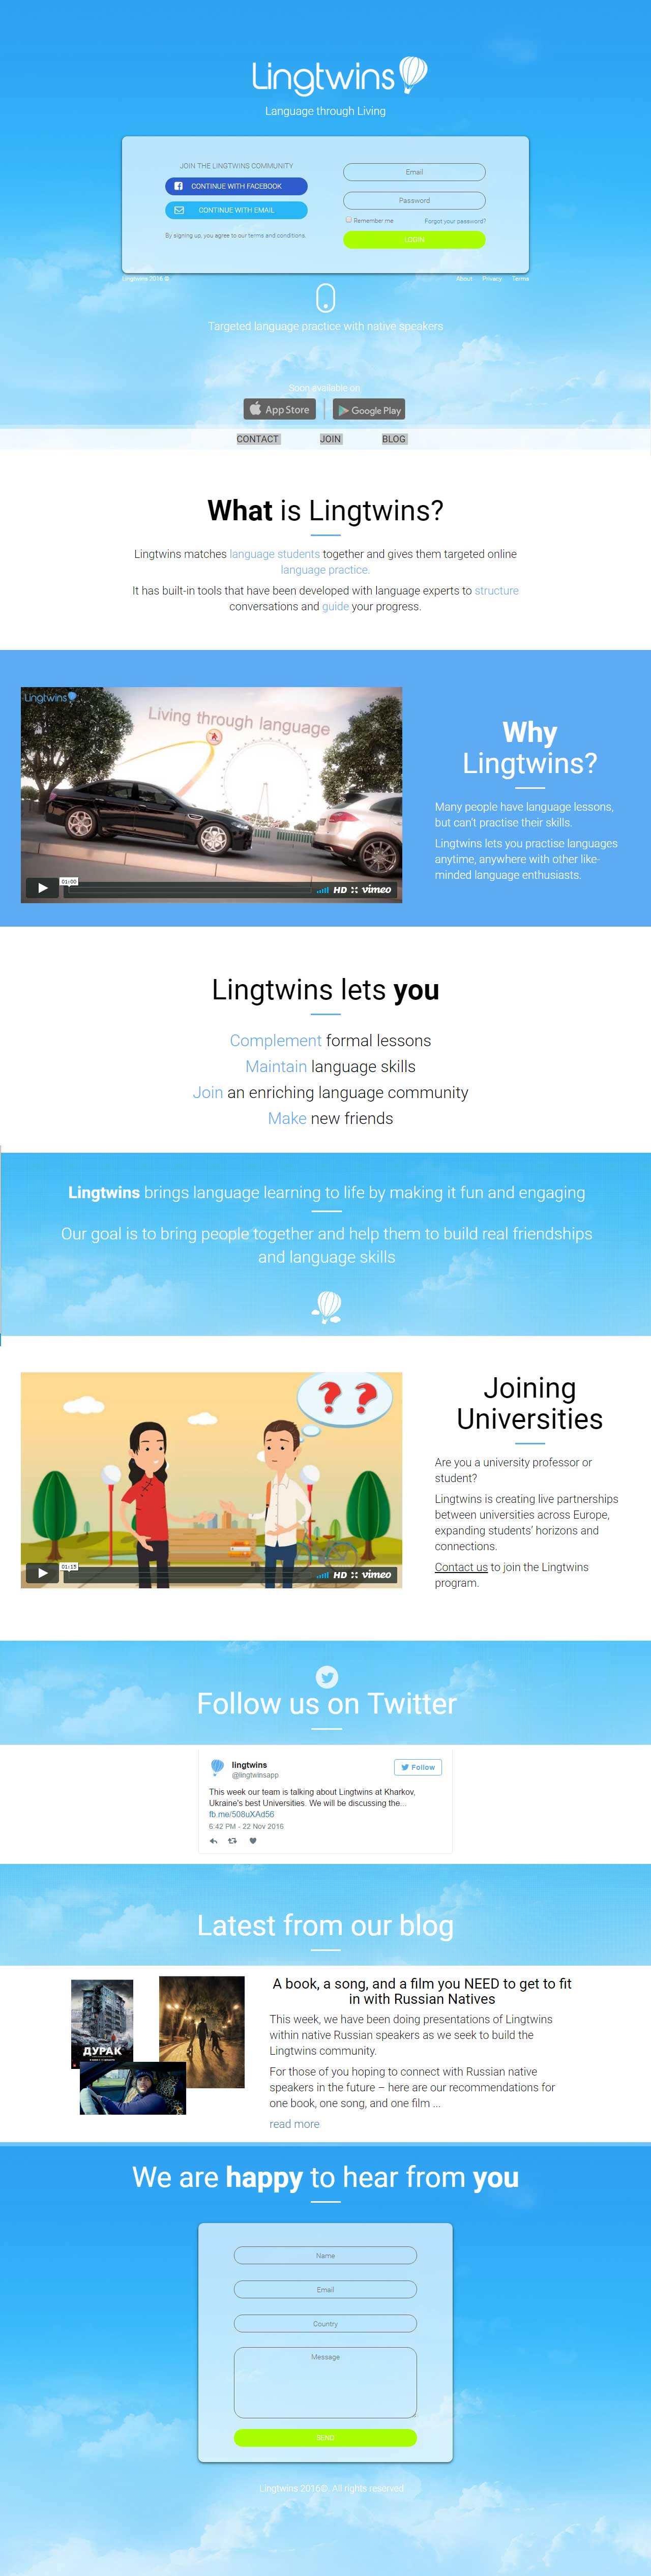 Lingtwins
Language through Living
JOIN THE LINGTWINS COMMUNITY
CONTINUE WITH FACEBOOK
CONTINUE WITH EMAIL
By signing up, you agree to our terms and conditions.
Email
Password
Remember me
Forgot your password?
LOGIN
Lingtwins 2016 ©
About
Privacy
Terms
Targeted language practice with native speakers
Soon available on
App Store
Google Play
CONTACT
JOIN
BLOG
What is Lingtwins?
Lingtwins matches language students together and gives them targeted online
language practice.
It has built-in tools that have been developed with language experts to structure
conversations and guide your progress.
Lingtwins
Living through language
01:00
HD
vimeo
Why
Lingtwins?
Many people have language lessons,
but can't practise their skills.
Lingtwins lets you practise languages
anytime, anywhere with other like-
minded language enthusiasts.
Lingtwins lets you
Complement formal lessons
Maintain language skills
Join an enriching language community
Make new friends
Lingtwins brings language learning to life by making it fun and engaging
Our goal is to bring people together and help them to build real friendships
and language skills
? ?
01:15
HD
vimeo
Joining
Universities
Are you a university professor or
student?
Lingtwins is creating live partnerships
between universities across Europe,
expanding students' horizons and
connections.
Contact us to join the Lingtwins
program.
Follow us on Twitter
lingtwins
@lingtwinsapp
Follow
This week our team is talking about Lingtwins at Kharkov,
Ukraine's best Universities. We will be discussing the...
fb.me/508uXAd56
6:42 PM - 22 Nov 2016
Latest from our blog
ДУРАК
A book, a song, and a film you NEED to get to fit
in with Russian Natives
This week, we have been doing presentations of Lingtwins
within native Russian speakers as we seek to build the
Lingtwins community.
For those of you hoping to connect with Russian native
speakers in the future – here are our recommendations for
one book, one song, and one film ...
read more
We are happy to hear from you
Name
Email
Country
Message
SEND
Lingtwins 2016©. All rights reserved